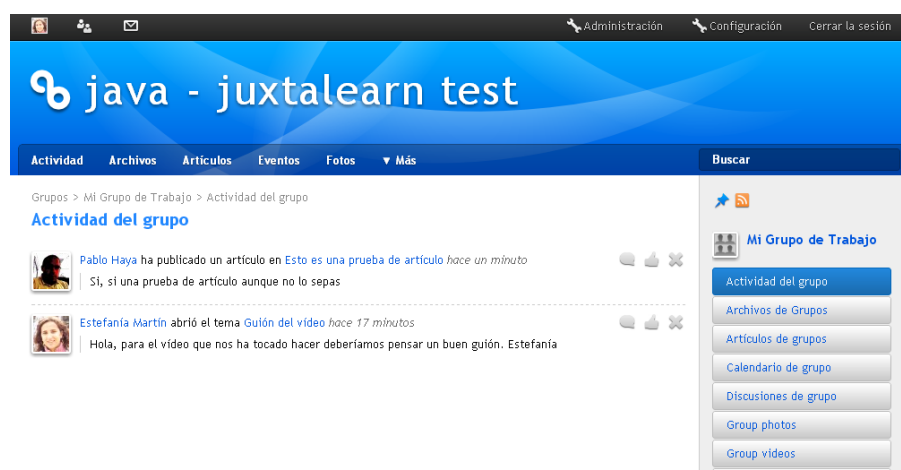 Administración Configuración Cerrar la sesión
java - juxtalearn test
Actividad Archivos Artículos Eventos Fotos ▼ Más Buscar
Grupos > Mi Grupo de Trabajo > Actividad del grupo
Actividad del grupo
Pablo Haya ha publicado un artículo en Esto es una prueba de artículo hace un minuto
Si, si una prueba de artículo aunque no lo sepas
Estefanía Martín abrió el tema Guión del vídeo hace 17 minutos
Hola, para el vídeo que nos ha tocado hacer deberíamos pensar un buen guión. Estefanía
Mi Grupo de Trabajo
Actividad del grupo
Archivos de Grupos
Artículos de grupos
Calendario de grupo
Discusiones de grupo
Group photos
Group videos